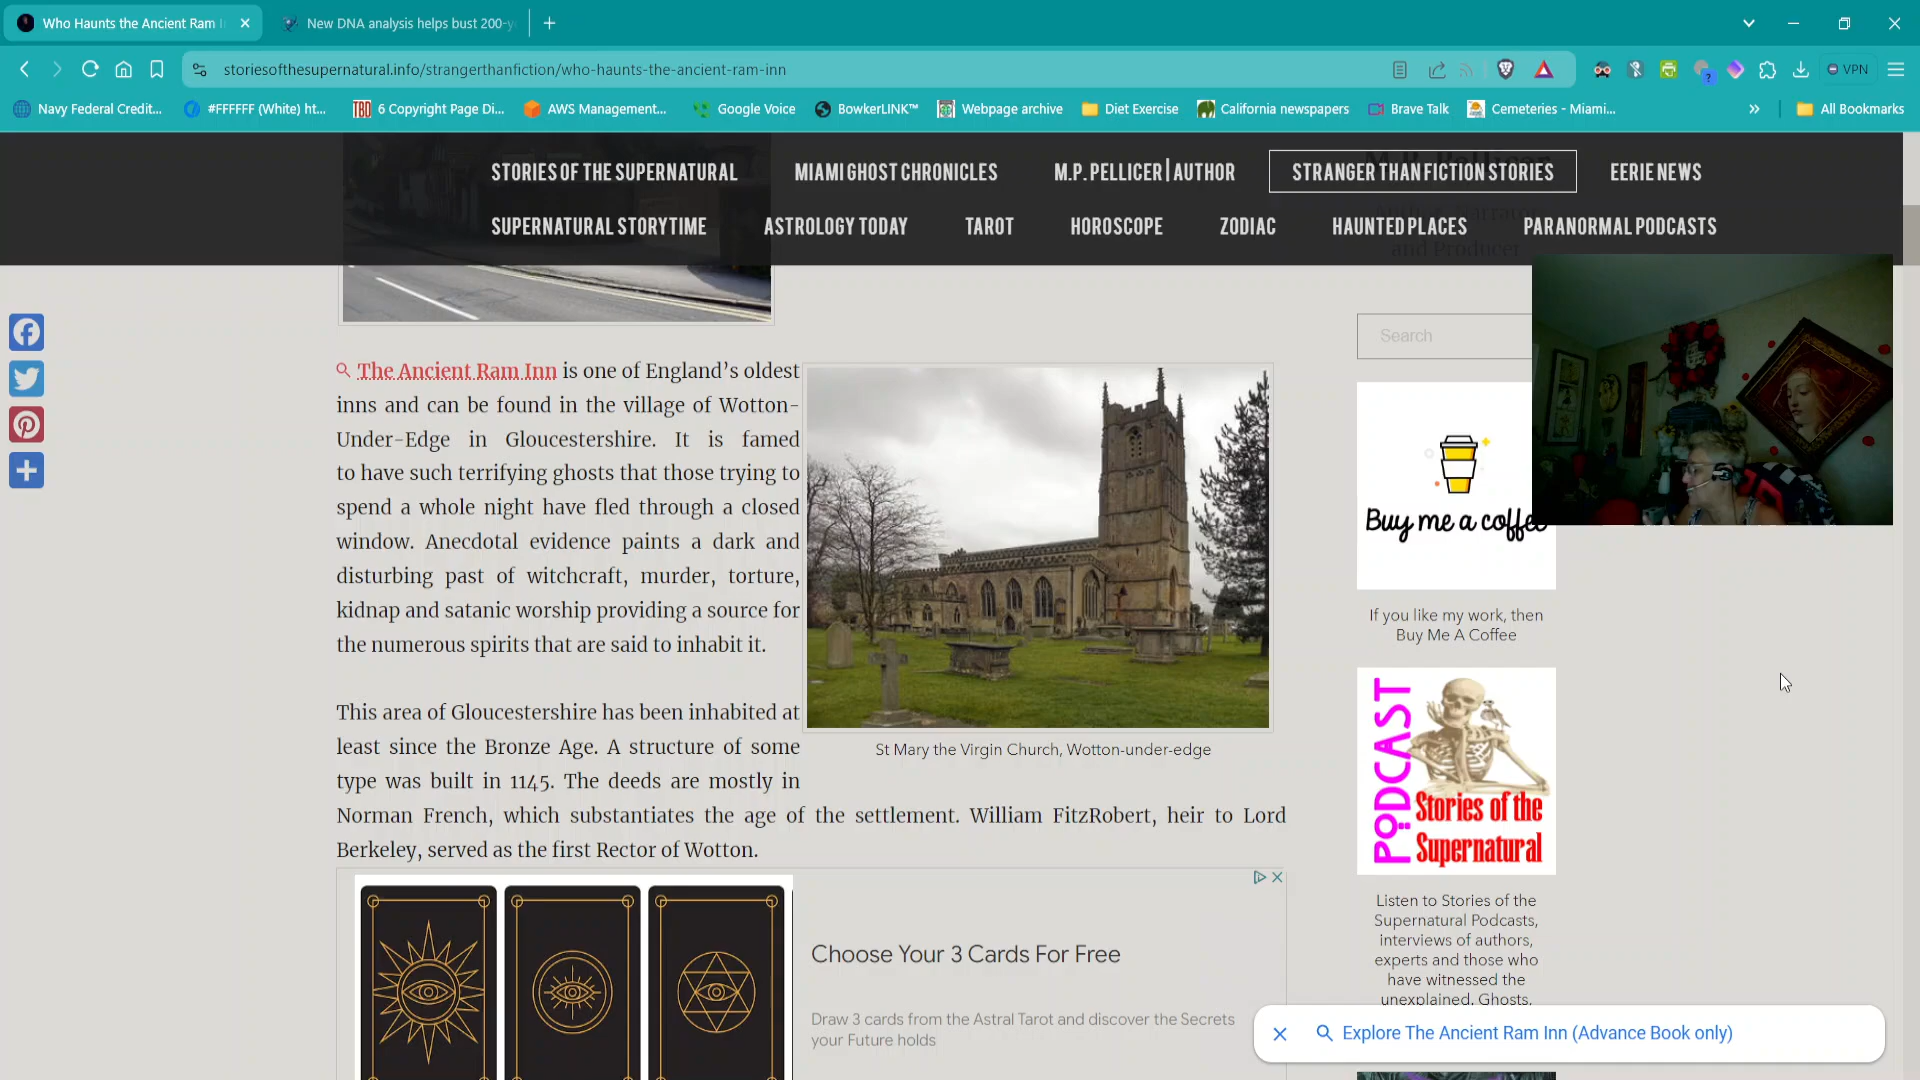 Who Haunts the Ancient Ram I
New DNA analysis helps bust 200-y
storiesofthesupernatural.info/strangerthanfiction/who-haunts-the-ancient-ram-inn
VPN
Navy Federal Credit...
#FFFFFF (White) ht...
TBD
6 Copyright Page Di...
AWS Management...
Google Voice
BowkerLINK™
Webpage archive
Diet Exercise
California newspapers
Brave Talk
Cemeteries - Miami...
All Bookmarks
STORIES OF THE SUPERNATURAL
MIAMI GHOST CHRONICLES
M.P. PELLICER | AUTHOR
STRANGER THAN FICTION STORIES
EERIE NEWS
SUPERNATURAL STORYTIME
ASTROLOGY TODAY
TAROT
HOROSCOPE
ZODIAC
HAUNTED PLACES
PARANORMAL PODCASTS
M.P. Pellicer
and Producer
The Ancient Ram Inn is one of England's oldest
inns and can be found in the village of Wotton-
Under-Edge in Gloucestershire. It is famed
to have such terrifying ghosts that those trying to
spend a whole night have fled through a closed
window. Anecdotal evidence paints a dark and
disturbing past of witchcraft, murder, torture,
kidnap and satanic worship providing a source for
the numerous spirits that are said to inhabit it.
St Mary the Virgin Church, Wotton-under-edge
This area of Gloucestershire has been inhabited at
least since the Bronze Age. A structure of some
type was built in 1145. The deeds are mostly in
Norman French, which substantiates the age of the settlement. William FitzRobert, heir to Lord
Berkeley, served as the first Rector of Wotton.
Choose Your 3 Cards For Free
Draw 3 cards from the Astral Tarot and discover the Secrets
your Future holds
Search
Buy me a coffee
If you like my work, then
Buy Me A Coffee
PODCAST
Stories of the
Supernatural
Listen to Stories of the
Supernatural Podcasts,
interviews of authors,
experts and those who
have witnessed the
unexplained. Ghosts,
Explore The Ancient Ram Inn (Advance Book only)